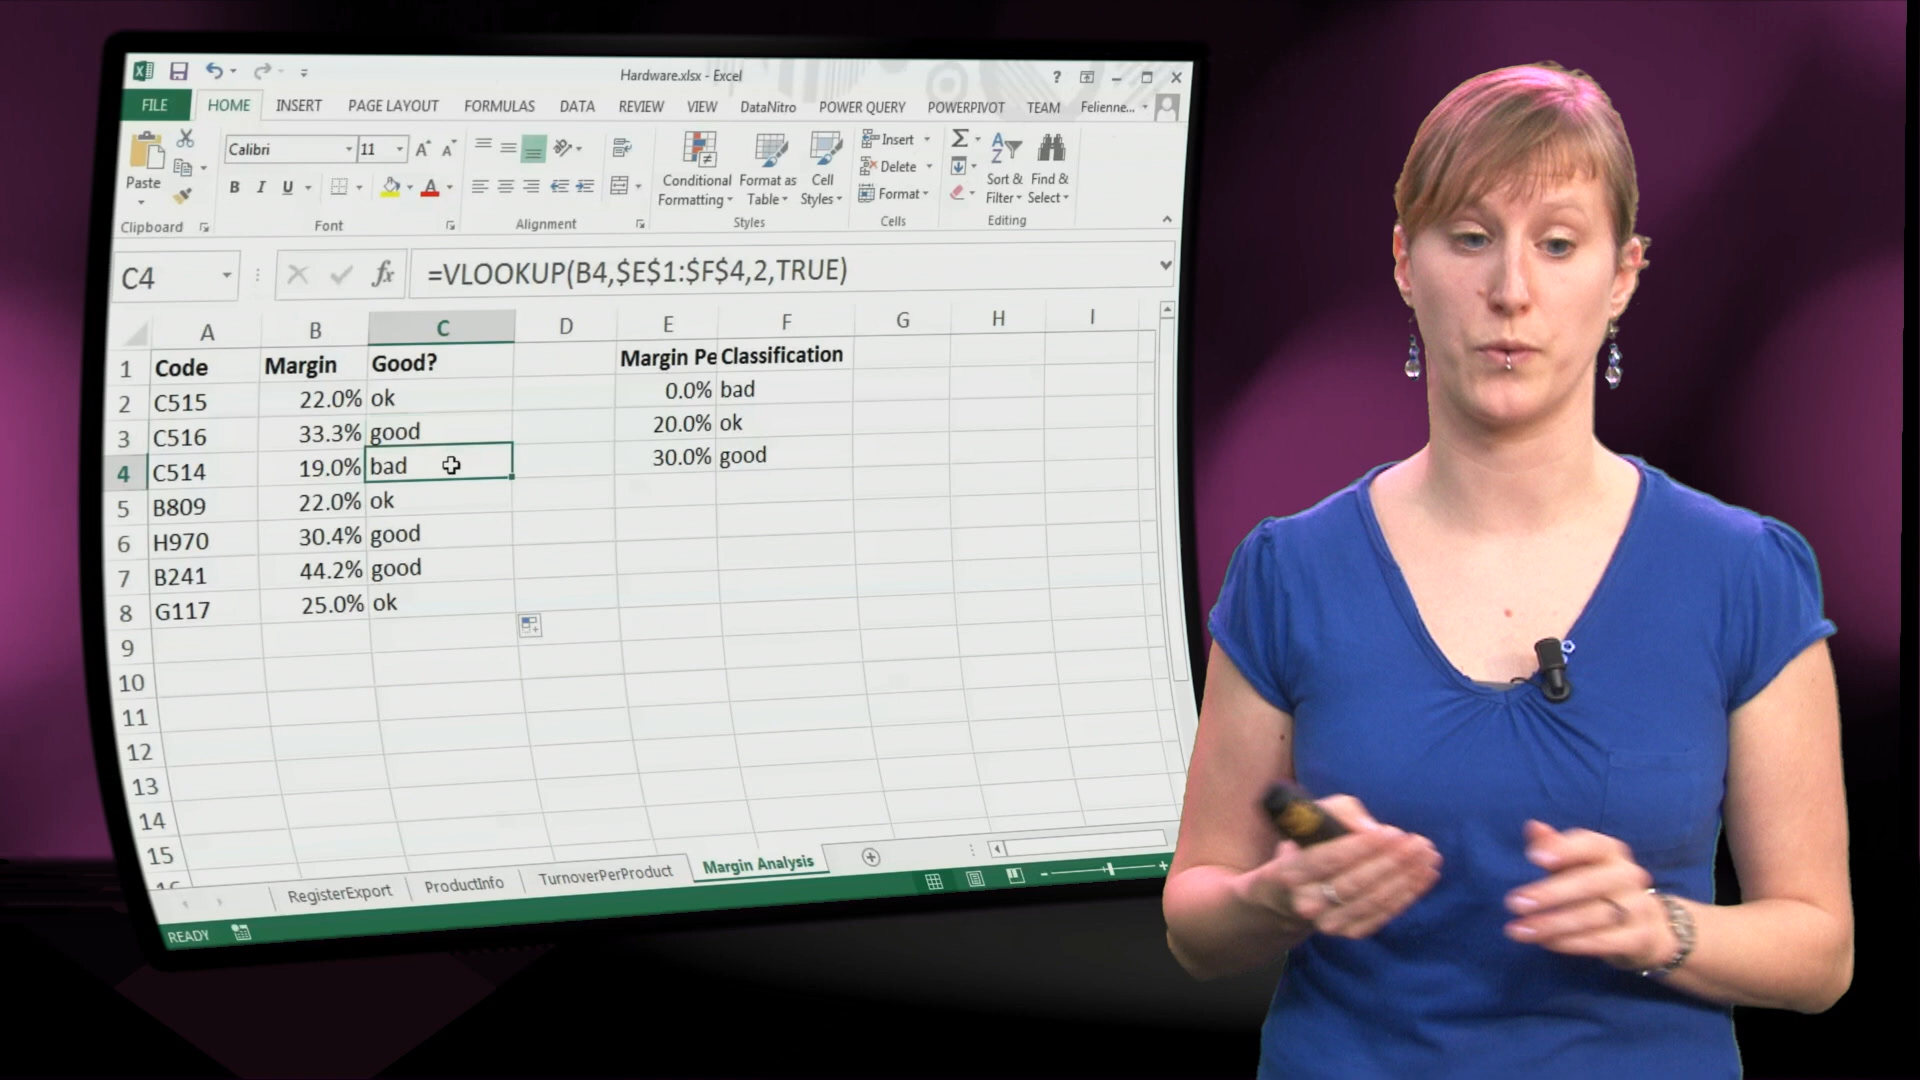 Hardware.xlsx - Excel
?
FILE HOME INSERT PAGE LAYOUT FORMULAS DATA REVIEW VIEW DataNitro POWER QUERY POWERPIVOT TEAM Felienne...
Paste
Clipboard
Calibri 11
B I U A
Font
Alignment
Conditional Formatting
Format as Table
Cell Styles
Styles
Insert
Delete
Format
Cells
Sort & Filter
Find & Select
Editing
C4 fx =VLOOKUP(B4,$E$1:$F$4,2,TRUE)
A B C D E F G H I
1 Code Margin Good? Margin Pe Classification
2 C515 22.0% ok 0.0% bad
3 C516 33.3% good 20.0% ok
4 C514 19.0% bad 30.0% good
5 B809 22.0% ok
6 H970 30.4% good
7 B241 44.2% good
8 G117 25.0% ok
9
10
11
12
13
14
15
RegisterExport ProductInfo TurnoverPerProduct Margin Analysis
READY